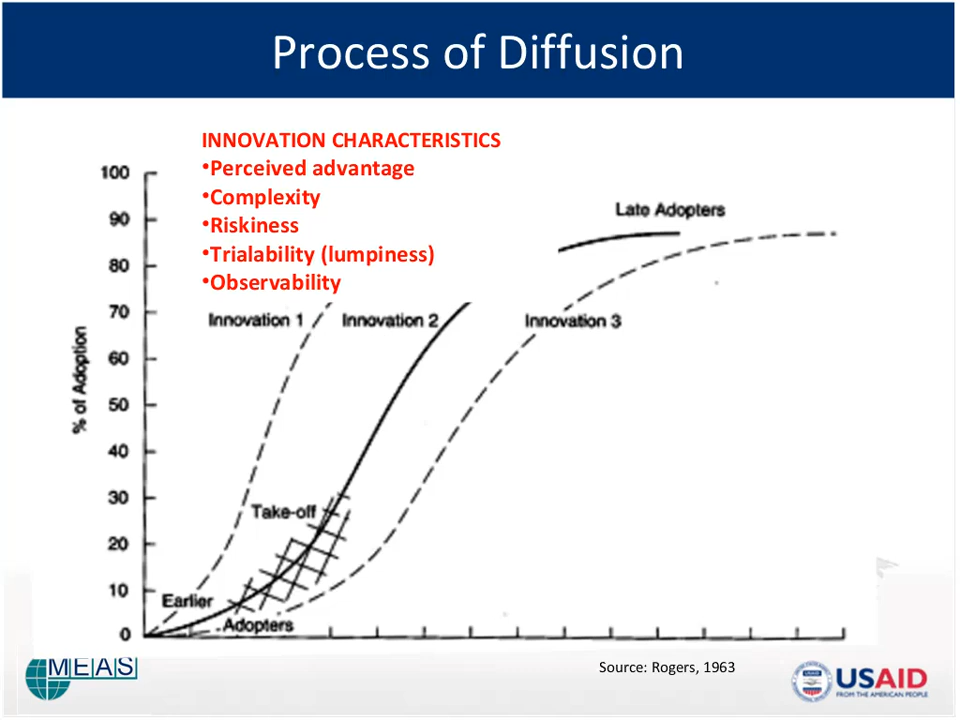 Process of Diffusion
INNOVATION CHARACTERISTICS
•Perceived advantage
•Complexity
•Riskiness
•Trialability (lumpiness)
•Observability
100
90
80
70
60
50
40
30
20
10
0
% of Adoption
Late Adopters
Innovation 1
Innovation 2
Innovation 3
Take-off
Earlier
Adopters
MEAS
Source: Rogers, 1963
USAID
FROM THE AMERICAN PEOPLE